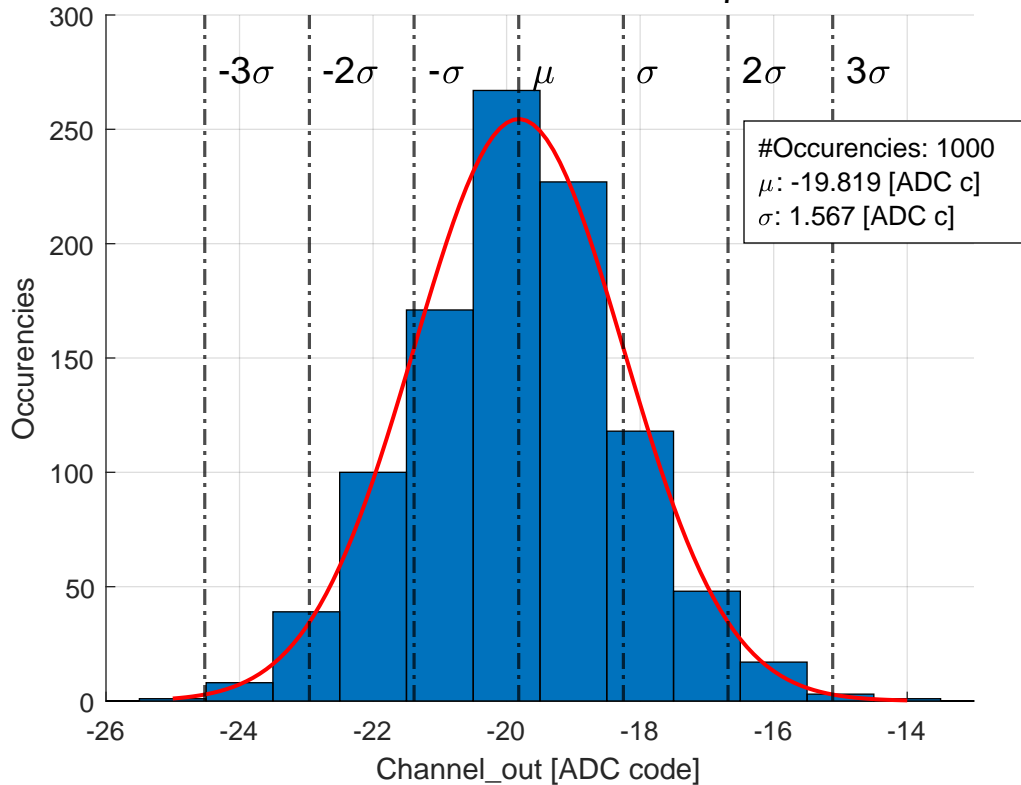 300
-3σ -2σ -σ μ σ 2σ 3σ
#Occurencies: 1000
μ: -19.819 [ADC c]
σ: 1.567 [ADC c]
250
200
150
100
50
0
Occurencies
-26 -24 -22 -20 -18 -16 -14
Channel_out [ADC code]